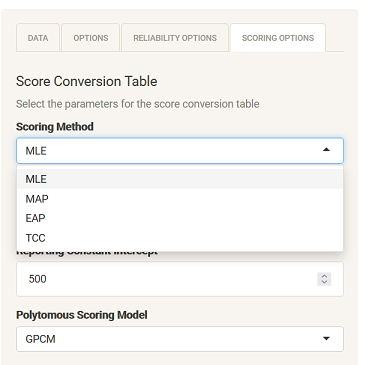 DATA
OPTIONS
RELIABILITY OPTIONS
SCORING OPTIONS
Score Conversion Table
Select the parameters for the score conversion table
Scoring Method
MLE
MLE
MAP
EAP
TCC
Reporting Constant Intercept
500
Polytomous Scoring Model
GPCM